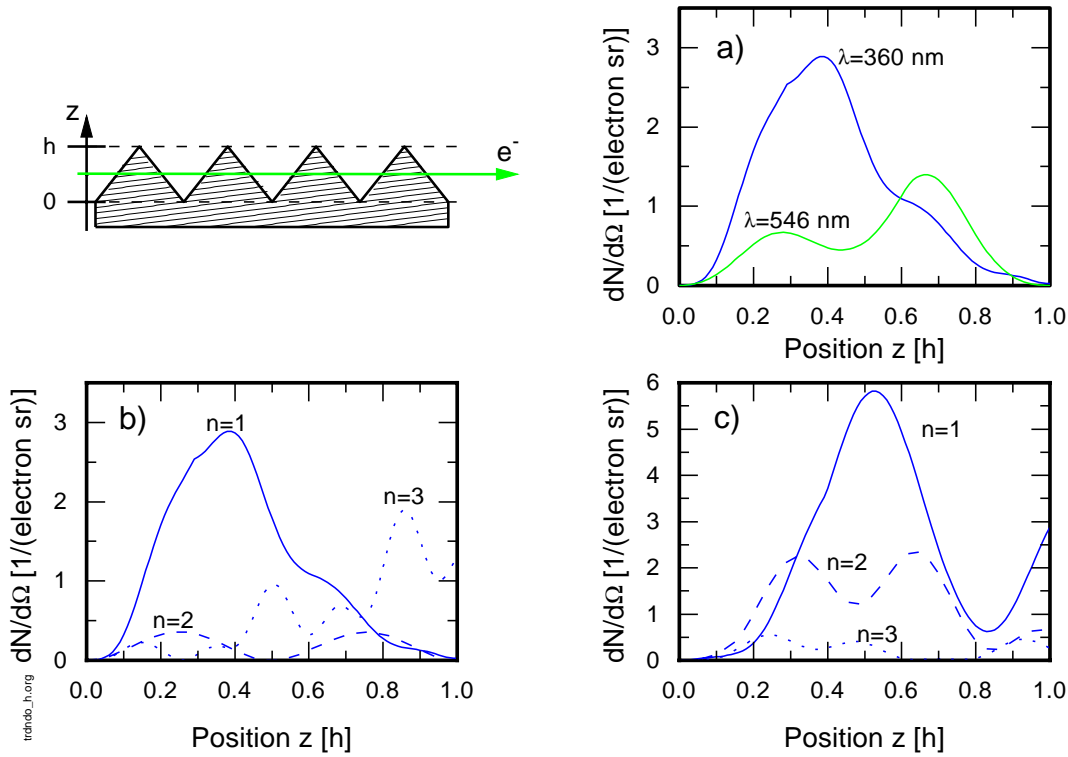 z
h
0
e-
dN/dΩ [1/(electron sr)]
3
2
1
0
a)
λ=360 nm
λ=546 nm
0.0 0.2 0.4 0.6 0.8 1.0
Position z [h]
dN/dΩ [1/(electron sr)]
3
2
1
0
b)
n=1
n=2
n=3
0.0 0.2 0.4 0.6 0.8 1.0
Position z [h]
trdndo_h.org
dN/dΩ [1/(electron sr)]
6
5
4
3
2
1
0
c)
n=1
n=2
n=3
0.0 0.2 0.4 0.6 0.8 1.0
Position z [h]